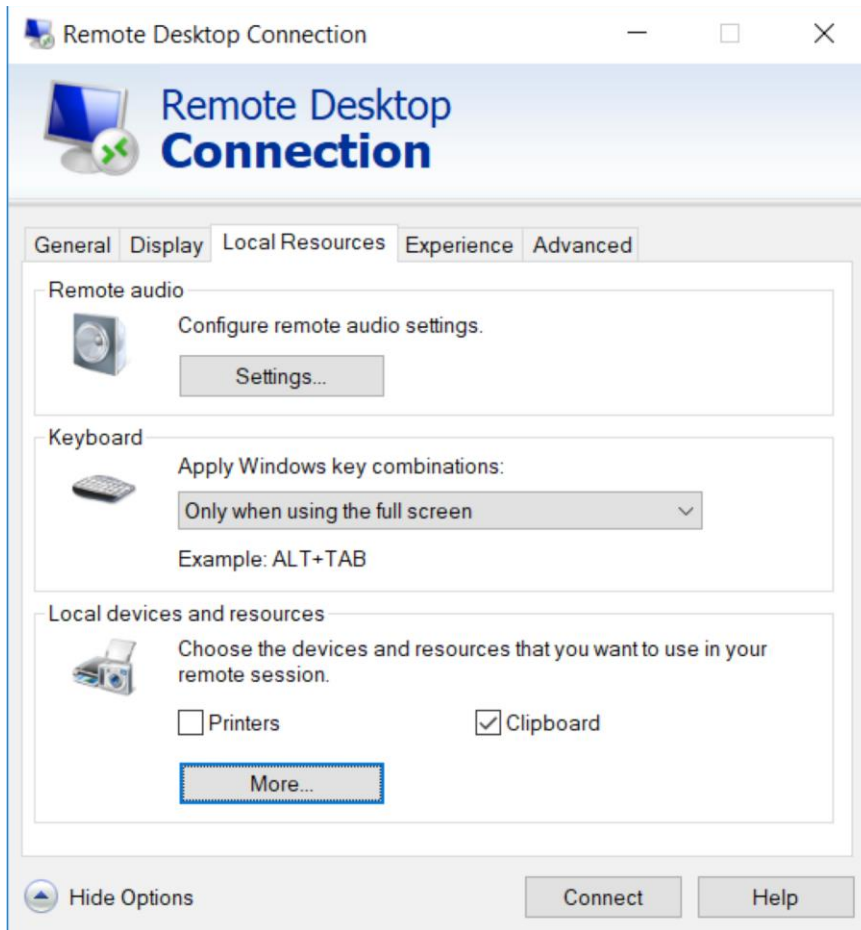 Remote Desktop Connection
Remote Desktop
Connection
General Display Local Resources Experience Advanced
Remote audio
Configure remote audio settings.
Settings...
Keyboard
Apply Windows key combinations:
Only when using the full screen
Example: ALT+TAB
Local devices and resources
Choose the devices and resources that you want to use in your
remote session.
Printers Clipboard
More...
Hide Options Connect Help